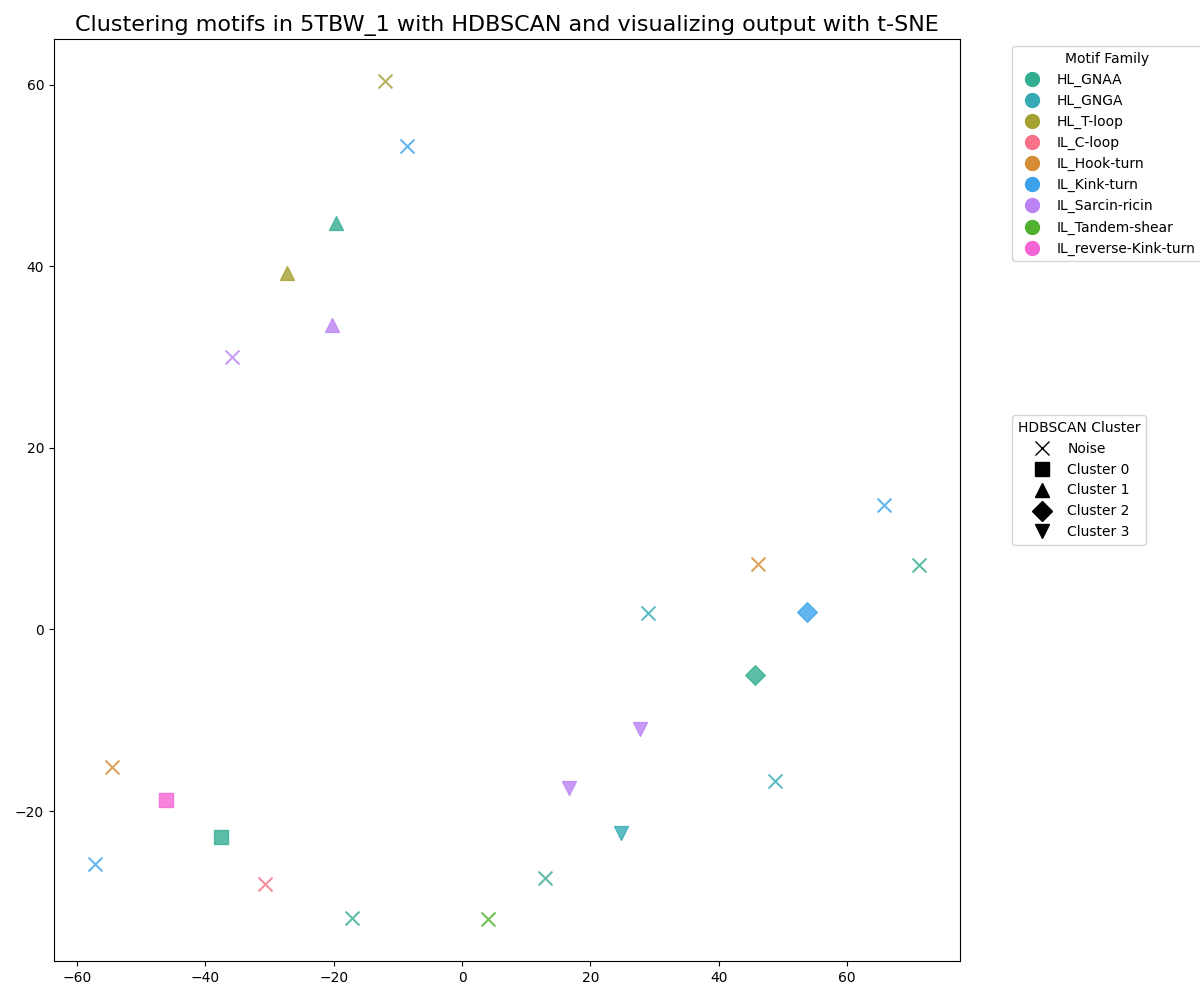 Clustering motifs in 5TBW_1 with HDBSCAN and visualizing output with t-SNE
60
40
20
0
−20
−60
−40
−20
0
20
40
60
Motif Family
HL_GNAA
HL_GNGA
HL_T-loop
IL_C-loop
IL_Hook-turn
IL_Kink-turn
IL_Sarcin-ricin
IL_Tandem-shear
IL_reverse-Kink-turn
HDBSCAN Cluster
Noise
Cluster 0
Cluster 1
Cluster 2
Cluster 3